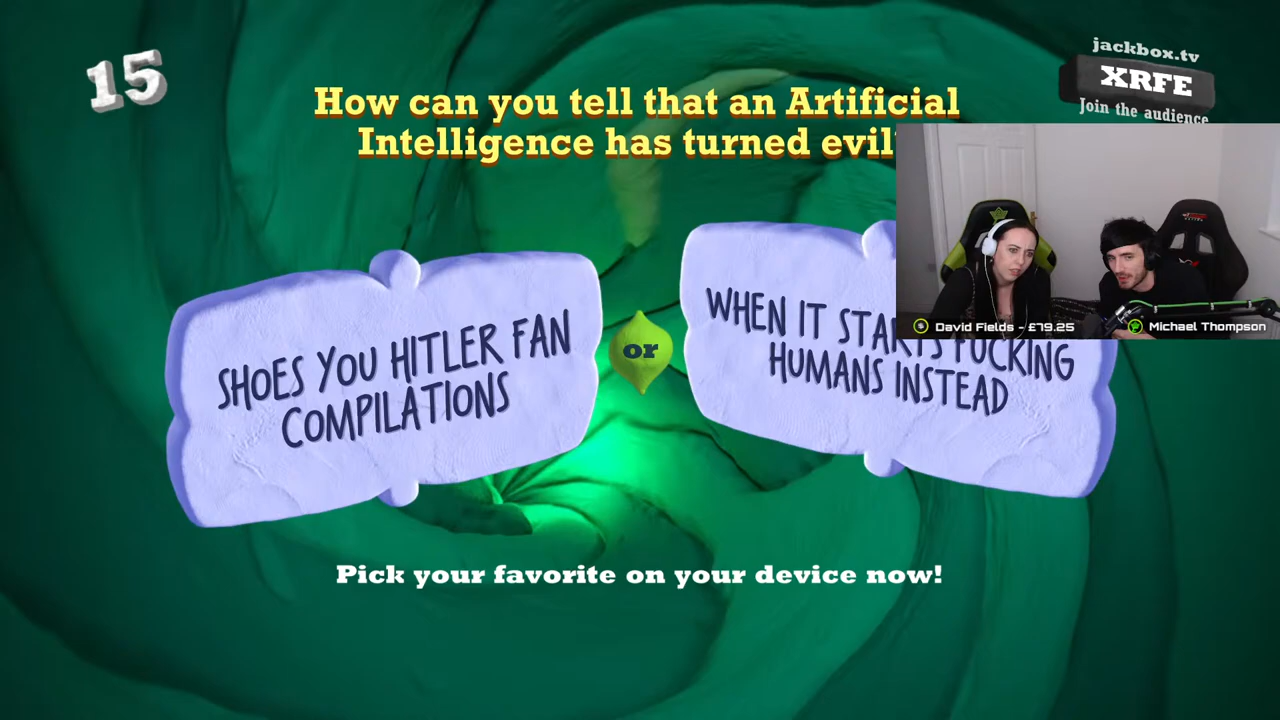 15
jackbox.tv
XRFE
Join the audience
How can you tell that an Artificial
Intelligence has turned evil
SHOES YOU HITLER FAN
COMPILATIONS
or
WHEN IT STARTS FUCKING
HUMANS INSTEAD
David Fields - £79.25
Michael Thompson
Pick your favorite on your device now!